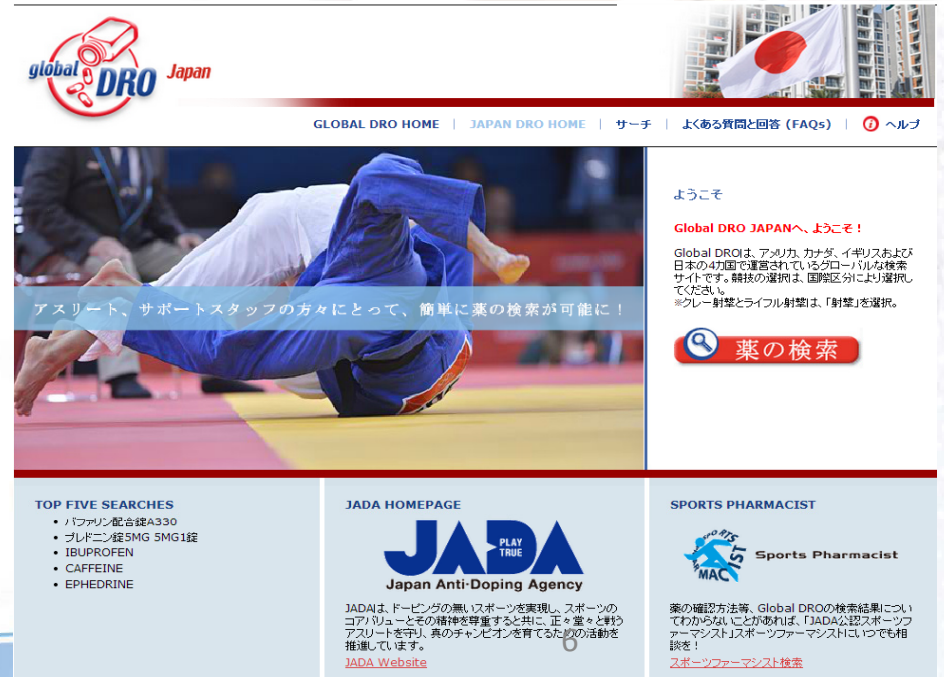 global DRO Japan
GLOBAL DRO HOME | JAPAN DRO HOME | サーチ | よくある質問と回答 (FAQs) | i ヘルプ
アスリート、サポートスタッフの方々にとって、簡単に薬の検索が可能に！
ようこそ
Global DRO JAPANへ、ようこそ！
Global DROは、アメリカ、カナダ、イギリスおよび
日本の4カ国で運営されているグローバルな検索
サイトです。競技の選択は、国際区分により選択し
てください。
※クレー射撃とライフル射撃は、「射撃」を選択。
薬の検索
TOP FIVE SEARCHES
• バファリン配合錠A330
• プレドニン錠5MG 5MG1錠
• IBUPROFEN
• CAFFEINE
• EPHEDRINE
JADA HOMEPAGE
JADA
PLAY
TRUE
Japan Anti-Doping Agency
JADAは、ドーピングの無いスポーツを実現し、スポーツの
コアバリューとその精神を尊重すると共に、正々堂々と戦う
アスリートを守り、真のチャンピオンを育てるための活動を
推進しています。
6
JADA Website
SPORTS PHARMACIST
SPORTS
PHARMACIST
Sports Pharmacist
薬の確認方法等、Global DROの検索結果につい
てわからないことがあれば、「JADA公認スポーツフ
ァーマシスト」スポーツファーマシストにいつでも相
談を！
スポーツファーマシスト検索